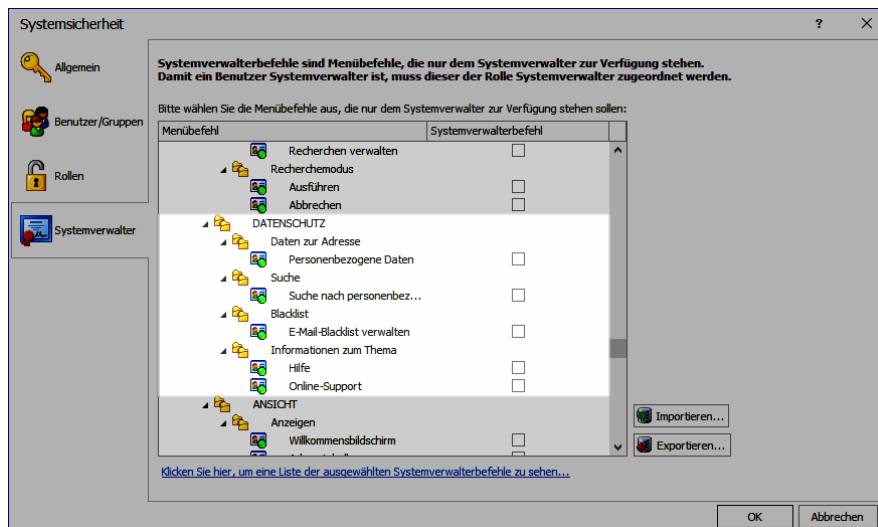 Systemsicherheit
?
Allgemein
Benutzer/Gruppen
Rollen
Systemverwalter
Systemverwalterbefehle sind Menübefehle, die nur dem Systemverwalter zur Verfügung stehen.
Damit ein Benutzer Systemverwalter ist, muss dieser der Rolle Systemverwalter zugeordnet werden.
Bitte wählen Sie die Menübefehle aus, die nur dem Systemverwalter zur Verfügung stehen sollen:
Menübefehl Systemverwalterbefehl
Recherchen verwalten
Recherchemodus
Ausführen
Abbrechen
DATENSCHUTZ
Daten zur Adresse
Personenbezogene Daten
Suche
Suche nach personenbez...
Blacklist
E-Mail-Blacklist verwalten
Informationen zum Thema
Hilfe
Online-Support
ANSICHT
Anzeigen
Willkommensbildschirm
Importieren...
Exportieren...
Klicken Sie hier, um eine Liste der ausgewählten Systemverwalterbefehle zu sehen...
OK Abbrechen